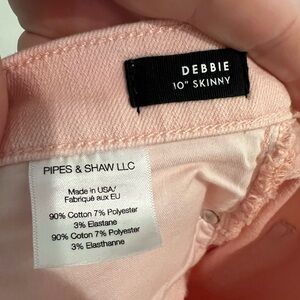 DEBBIE
10" SKINNY
PIPES & SHAW LLC
Made in USA/
Fabriqué aux EU
90% Cotton 7% Polyester
3% Elastane
90% Cotton 7% Polyester
3% Elasthanne